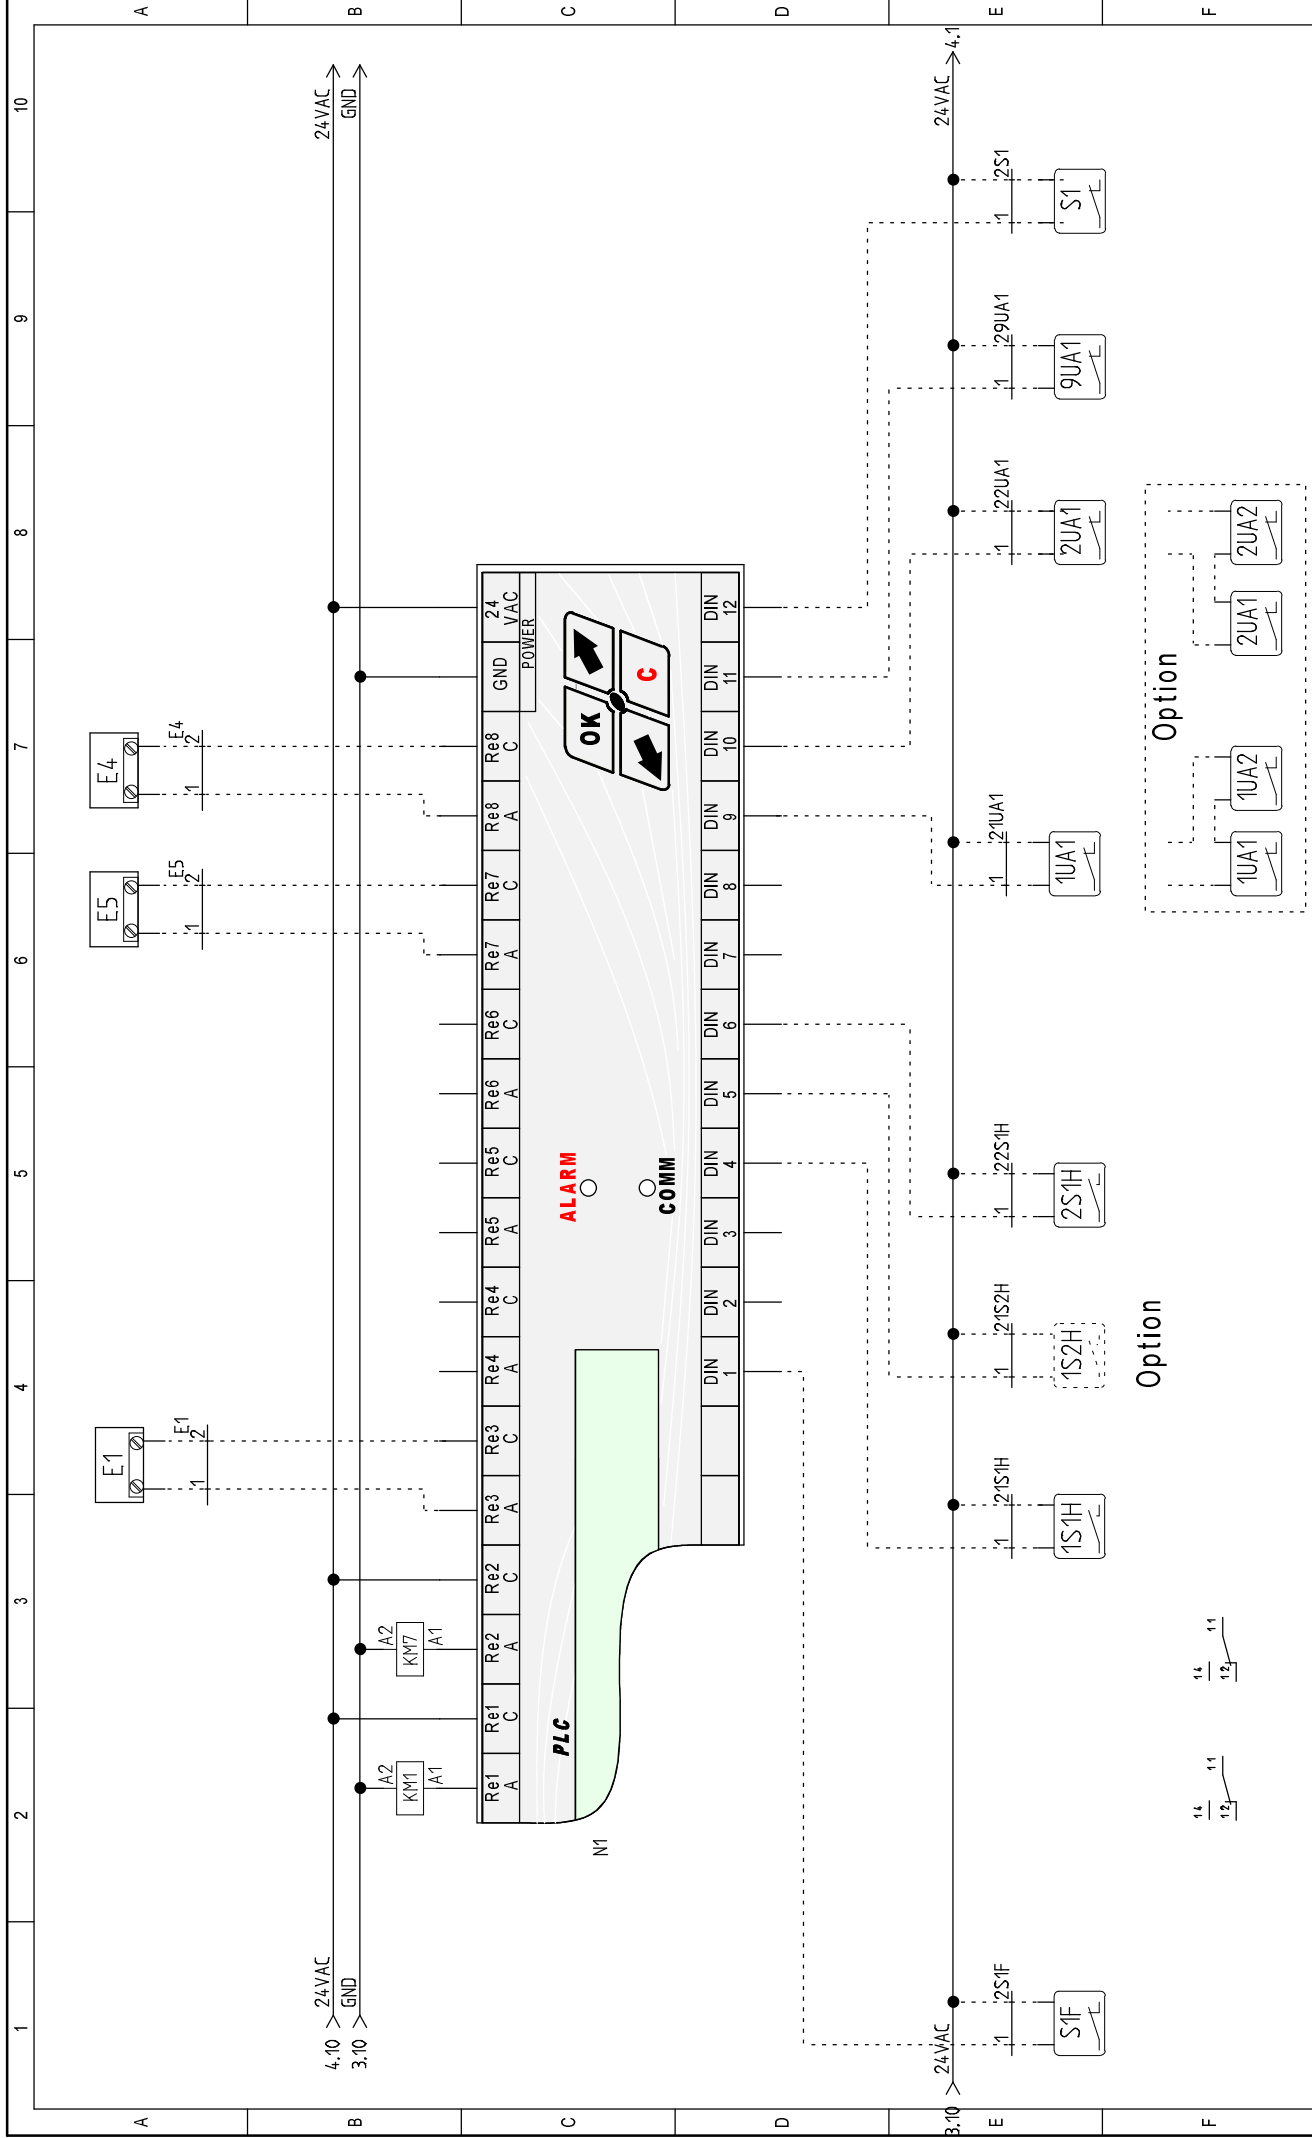 1 2 3 4 5 6 7 8 9 10
A
B
C
D
E
F
A
B
C
D
E
F
E1
E1
1 2
E5
E5
1 2
E4
E4
1 2
4.10
24VAC
24VAC
3.10
GND
GND
A2
KM1
A1
A2
KM7
A1
Re1 A
Re1 C
Re2 A
Re2 C
Re3 A
Re3 C
Re4 A
Re4 C
Re5 A
Re5 C
Re6 A
Re6 C
Re7 A
Re7 C
Re8 A
Re8 C
GND
24 VAC
POWER
PLC
N1
ALARM
COMM
OK
C
DIN 1
DIN 2
DIN 3
DIN 4
DIN 5
DIN 6
DIN 7
DIN 8
DIN 9
DIN 10
DIN 11
DIN 12
3.10
24VAC
24VAC
4.1
1 2S1F
S1F
1 21S1H
1S1H
1 21S2H
1S2H
Option
1 22S1H
2S1H
1 21UA1
1UA1
1 22UA1
2UA1
1 29UA1
9UA1
1 2S1
S1
Option
1UA1
1UA2
2UA1
2UA2
14
12
11
14
12
11